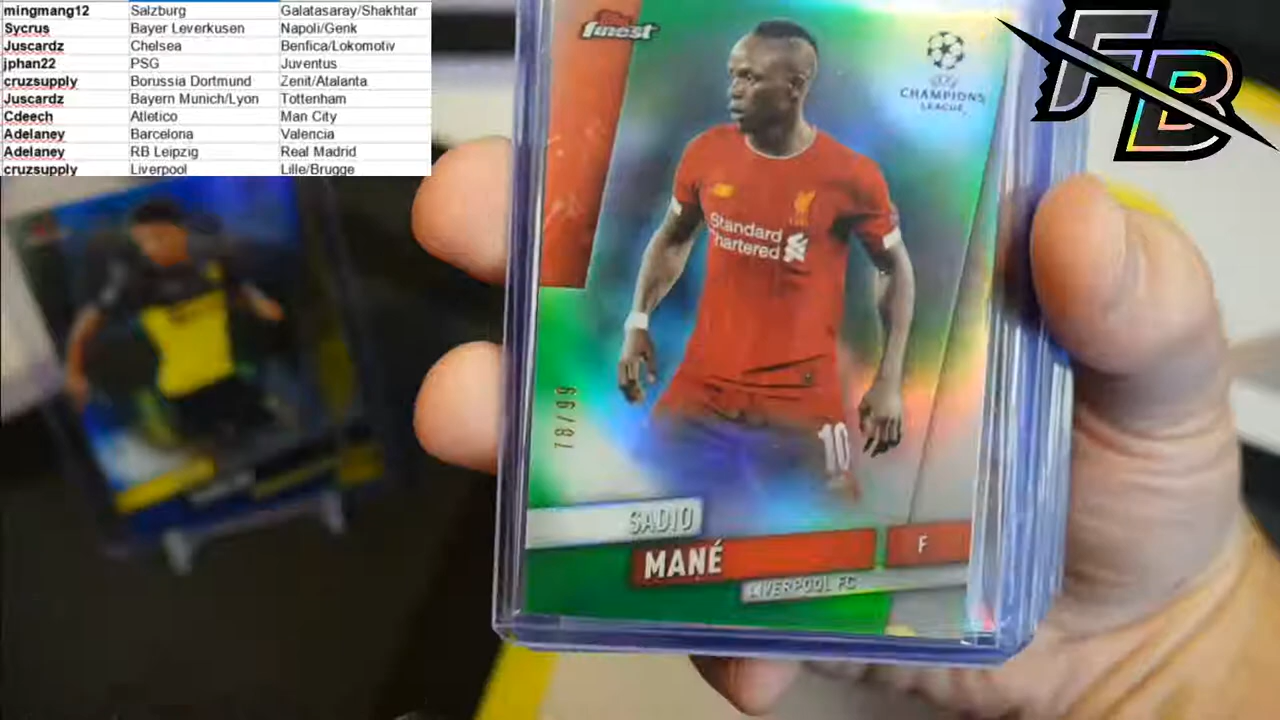 mingmang12 Salzburg Galatasaray/Shakhtar
Sycrus Bayer Leverkusen Napoli/Genk
Juscardz Chelsea Benfica/Lokomotiv
jphan22 PSG Juventus
cruzsupply Borussia Dortmund Zenit/Atalanta
Juscardz Bayern Munich/Lyon Tottenham
Cdeech Atletico Man City
Adelaney Barcelona Valencia
Adelaney RB Leipzig Real Madrid
cruzsupply Liverpool Lille/Brugge
FB
finest
CHAMPIONS
LEAGUE
Standard
Chartered
78/99
10
SADIO
MANÉ
F
LIVERPOOL FC